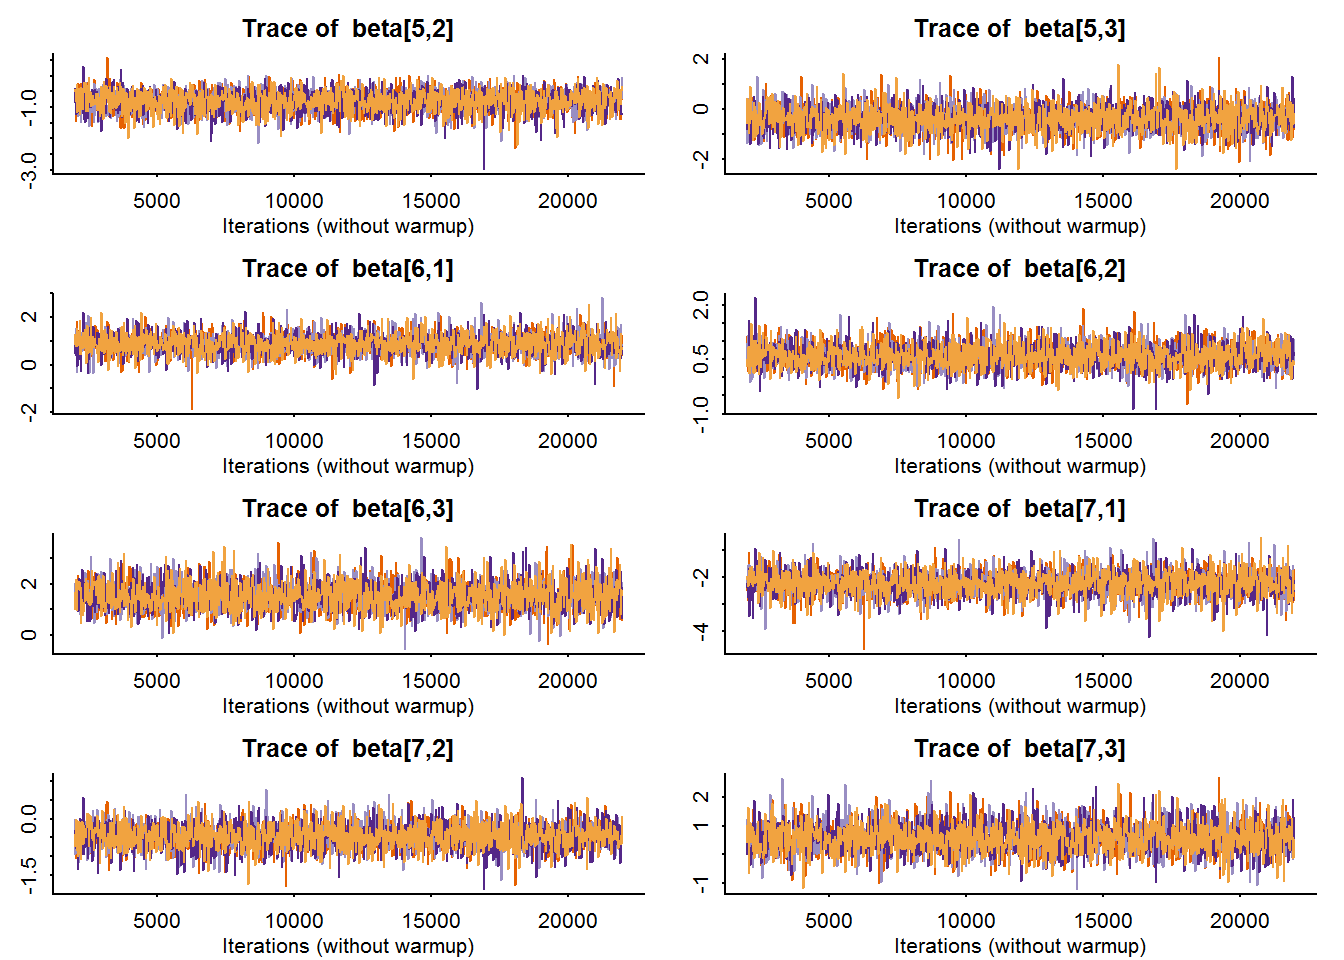 Trace of  beta[5,2]
-1.0
-3.0
5000 10000 15000 20000
Iterations (without warmup)
Trace of  beta[5,3]
2
0
-2
5000 10000 15000 20000
Iterations (without warmup)
Trace of  beta[6,1]
2
0
-2
5000 10000 15000 20000
Iterations (without warmup)
Trace of  beta[6,2]
2.0
0.5
-1.0
5000 10000 15000 20000
Iterations (without warmup)
Trace of  beta[6,3]
2
0
5000 10000 15000 20000
Iterations (without warmup)
Trace of  beta[7,1]
-2
-4
5000 10000 15000 20000
Iterations (without warmup)
Trace of  beta[7,2]
0.0
-1.5
5000 10000 15000 20000
Iterations (without warmup)
Trace of  beta[7,3]
2
1
-1
5000 10000 15000 20000
Iterations (without warmup)